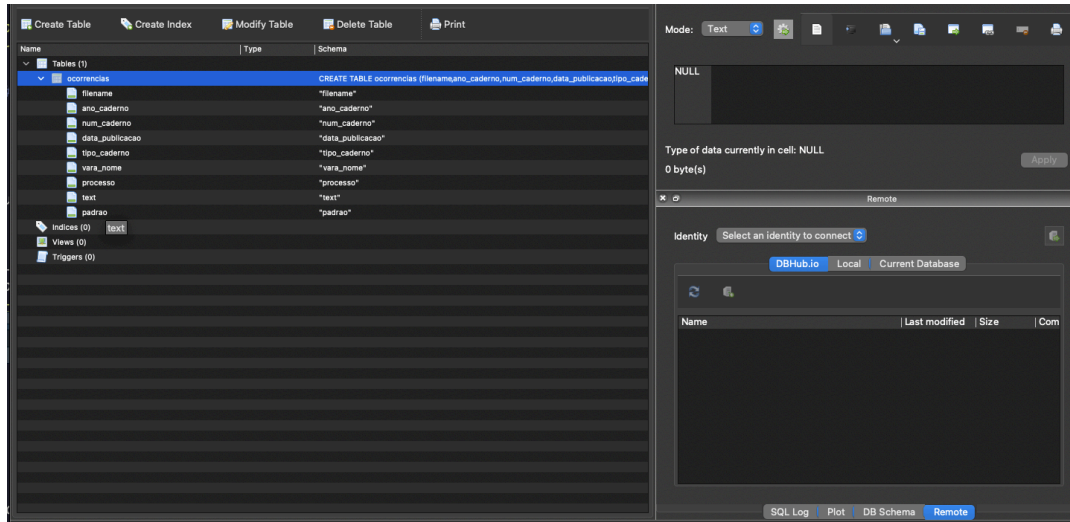 Create Table Create Index Modify Table Delete Table Print
Name Type Schema
Tables (1)
ocorrencias CREATE TABLE ocorrencias (filename,ano_caderno,num_caderno,data_publicacao,tipo_cade
filename "filename"
ano_caderno "ano_caderno"
num_caderno "num_caderno"
data_publicacao "data_publicacao"
tipo_caderno "tipo_caderno"
vara_nome "vara_nome"
processo "processo"
text "text"
padrao "padrao"
Indices (0) text
Views (0)
Triggers (0)
Mode: Text
NULL
Type of data currently in cell: NULL
0 byte(s)
Apply
Remote
Identity Select an identity to connect
DBHub.io Local Current Database
Name Last modified Size Com
SQL Log Plot DB Schema Remote